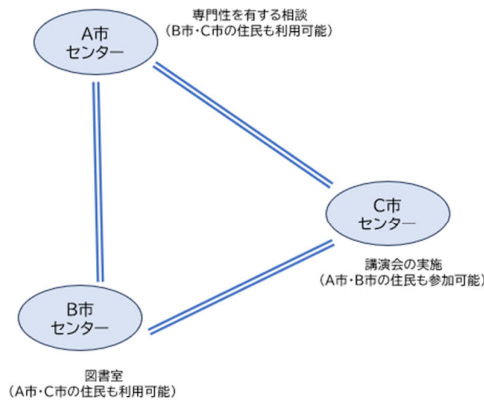 専門性を有する相談
（B市・C市の住民も利用可能）
A市
センター
C市
センター
講演会の実施
（A市・B市の住民も参加可能）
B市
センター
図書室
（A市・C市の住民も利用可能）